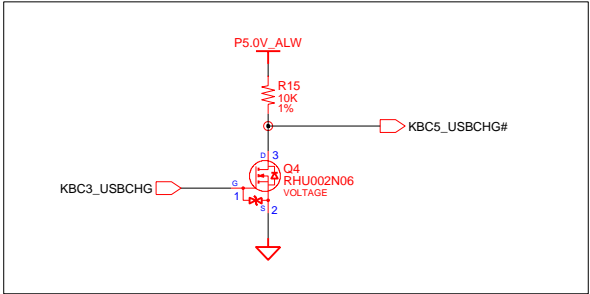 P5.0V_ALW
R15
10K
1%
KBC5_USBCHG#
D 3
Q4
RHU002N06
VOLTAGE
KBC3_USBCHG
G
1
S
2